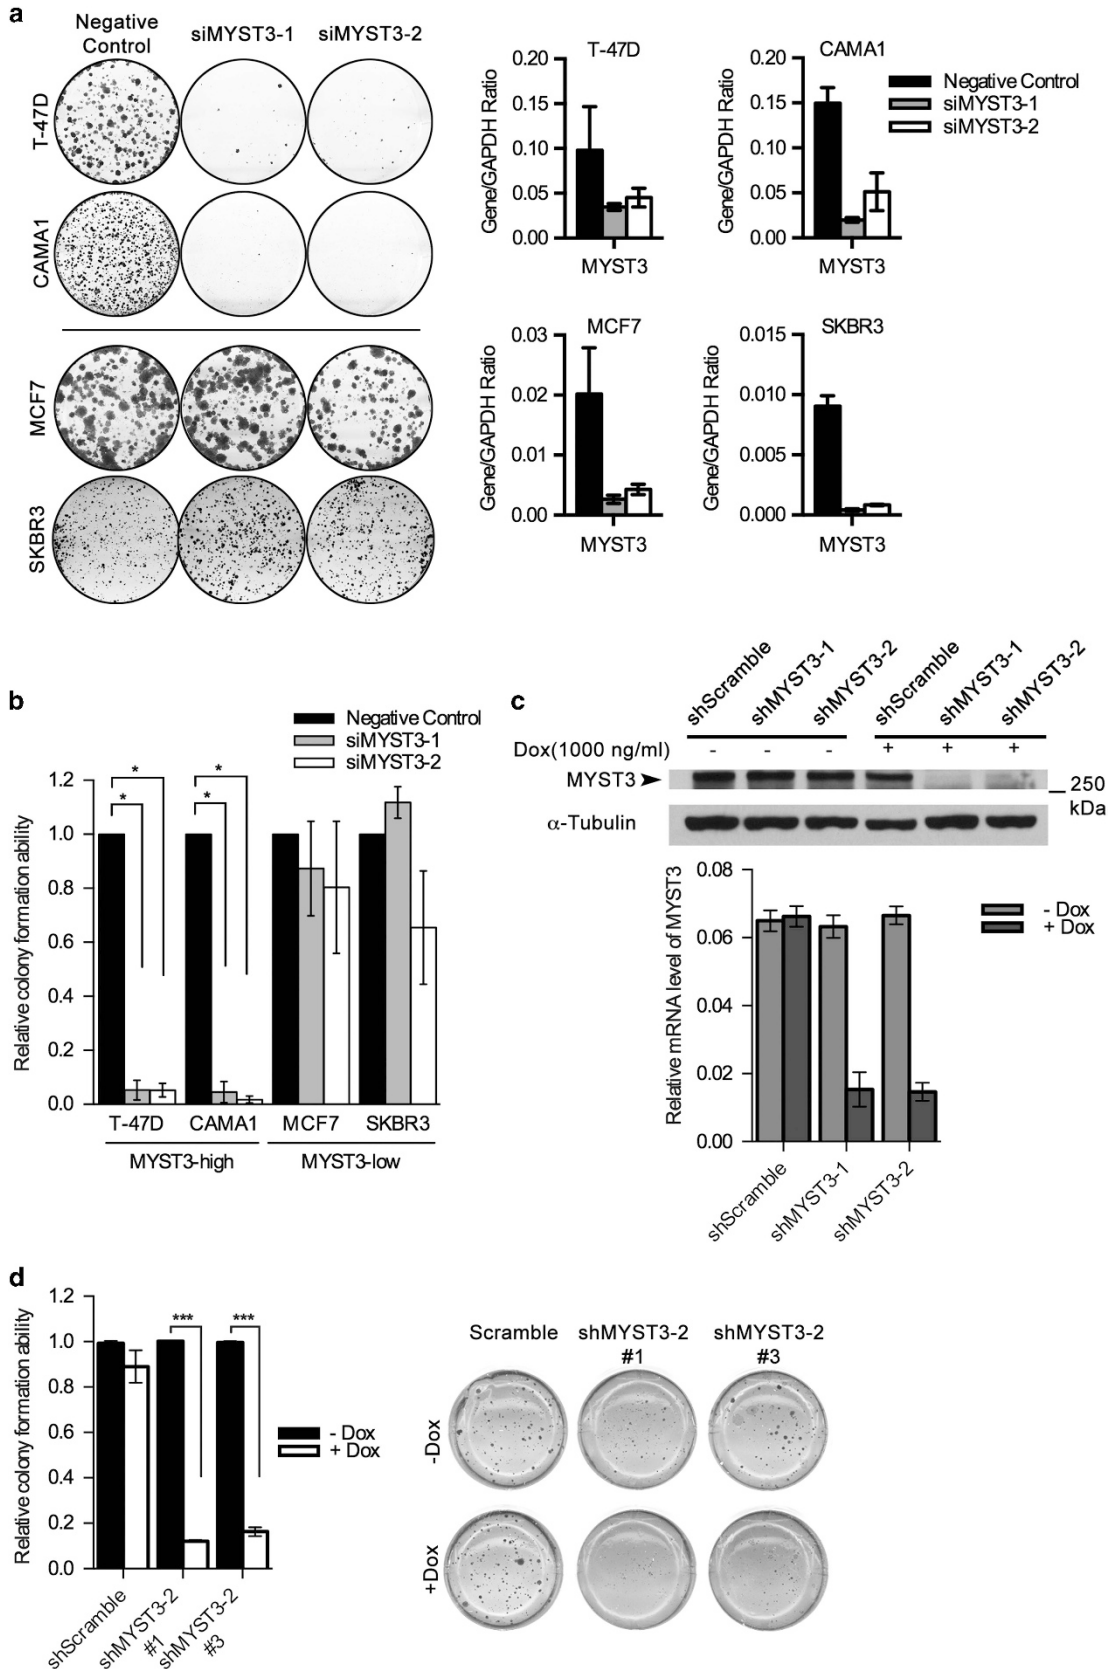 a
Negative
Control
siMYST3-1
siMYST3-2
T-47D
CAMA1
MCF7
SKBR3
T-47D
Gene/GAPDH Ratio
0.20
0.15
0.10
0.05
0.00
MYST3
CAMA1
Gene/GAPDH Ratio
0.20
0.15
0.10
0.05
0.00
MYST3
Negative Control
siMYST3-1
siMYST3-2
MCF7
Gene/GAPDH Ratio
0.03
0.02
0.01
0.00
MYST3
SKBR3
Gene/GAPDH Ratio
0.015
0.010
0.005
0.000
MYST3
b
Negative Control
siMYST3-1
siMYST3-2
Relative colony formation ability
1.2
1.0
0.8
0.6
0.4
0.2
0.0
* * * *
T-47D CAMA1 MCF7 SKBR3
MYST3-high MYST3-low
c
shScramble shMYST3-1 shMYST3-2 shScramble shMYST3-1 shMYST3-2
Dox(1000 ng/ml) - - - + + +
MYST3
250
kDa
α-Tubulin
Relative mRNA level of MYST3
0.08
0.06
0.04
0.02
0.00
- Dox
+ Dox
shScramble shMYST3-1 shMYST3-2
d
Relative colony formation ability
1.2
1.0
0.8
0.6
0.4
0.2
0.0
*** ***
- Dox
+ Dox
shScramble
shMYST3-2
#1
shMYST3-2
#3
Scramble
shMYST3-2
#1
shMYST3-2
#3
-Dox
+Dox